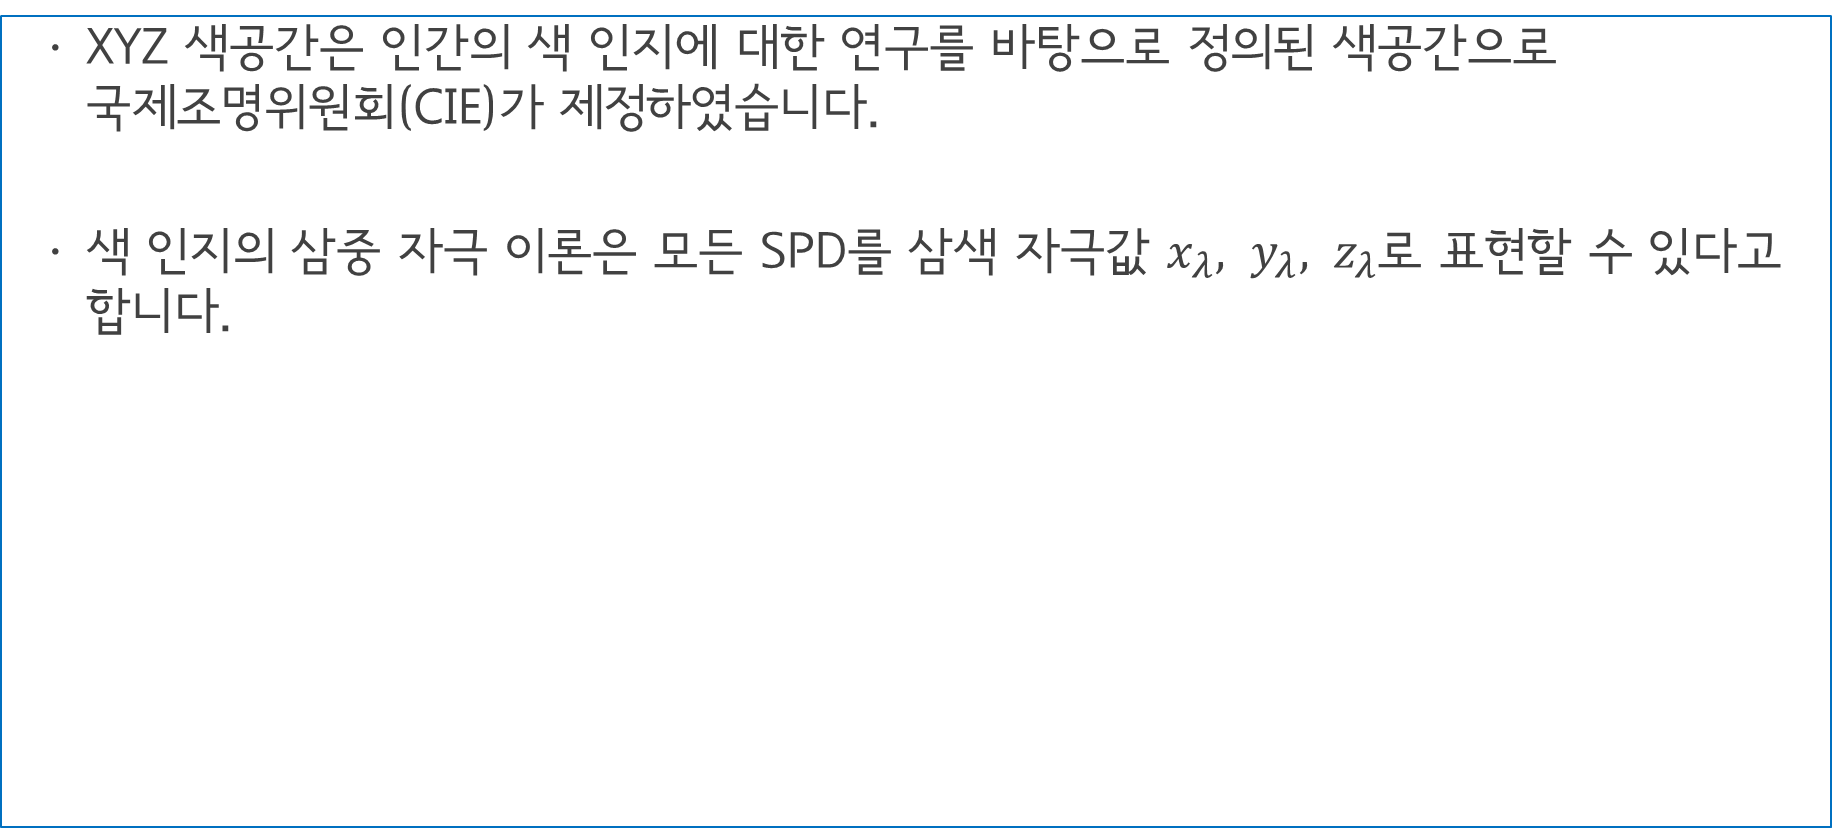 · XYZ 색공간은 인간의 색 인지에 대한 연구를 바탕으로 정의된 색공간으로
국제조명위원회(CIE)가 제정하였습니다.
· 색 인지의 삼중 자극 이론은 모든 SPD를 삼색 자극값 𝑥𝜆, 𝑦𝜆, 𝑧𝜆로 표현할 수 있다고
합니다.